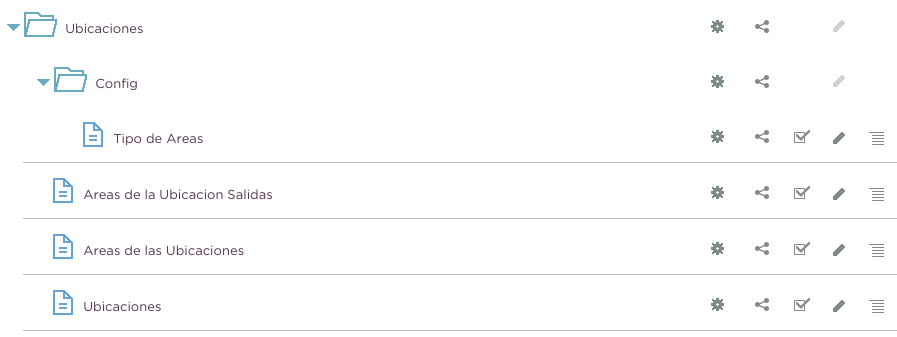 Ubicaciones
Config
Tipo de Areas
Areas de la Ubicacion Salidas
Areas de las Ubicaciones
Ubicaciones